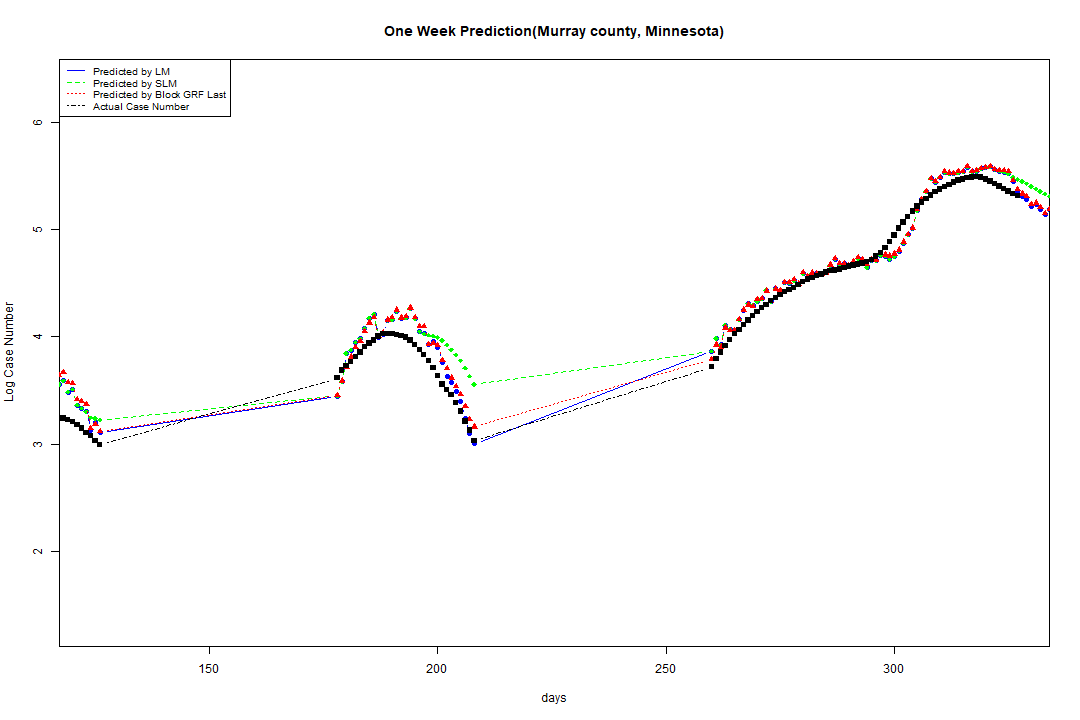 One Week Prediction(Murray county, Minnesota)
Predicted by LM
Predicted by SLM
Predicted by Block GRF Last
Actual Case Number
6
5
4
3
2
Log Case Number
150 200 250 300
days